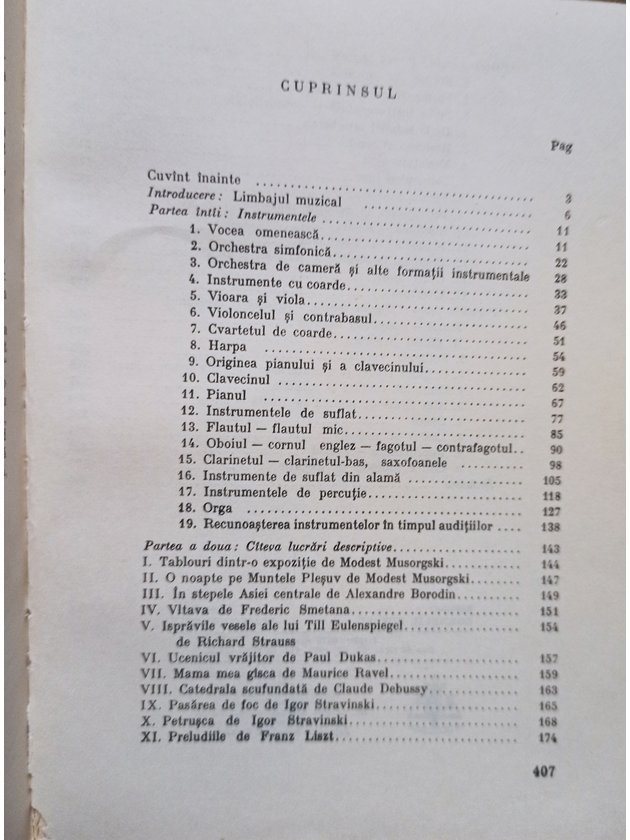 CUPRINSUL
Pag
Cuvînt înainte .......... 3
Introducere: Limbajul muzical .......... 6
Partea întîi: Instrumentele .......... 11
1. Vocea omenească .......... 11
2. Orchestra simfonică .......... 22
3. Orchestra de cameră și alte formații instrumentale 28
4. Instrumente cu coarde .......... 33
5. Vioara și viola .......... 37
6. Violoncelul și contrabasul .......... 46
7. Cvartetul de coarde .......... 51
8. Harpa .......... 54
9. Originea pianului și a clavecinului .......... 59
10. Clavecinul .......... 62
11. Pianul .......... 67
12. Instrumentele de suflat .......... 77
13. Flautul — flautul mic .......... 85
14. Oboiul — cornul englez — fagotul — contrafagotul .. 90
15. Clarinetul — clarinetul-bas, saxofoanele .......... 98
16. Instrumente de suflat din alamă .......... 105
17. Instrumentele de percuție .......... 118
18. Orga .......... 127
19. Recunoașterea instrumentelor în timpul audițiilor .... 138
Partea a doua: Cîteva lucrări descriptive .......... 143
I. Tablouri dintr-o expoziție de Modest Musorgski .......... 144
II. O noapte pe Muntele Pleșuv de Modest Musorgski .......... 147
III. În stepele Asiei centrale de Alexandre Borodin .......... 149
IV. Vltava de Frederic Smetana .......... 151
V. Isprăvile vesele ale lui Till Eulenspiegel .......... 154
de Richard Strauss
VI. Ucenicul vrăjitor de Paul Dukas .......... 157
VII. Mama mea gîsca de Maurice Ravel .......... 159
VIII. Catedrala scufundată de Claude Debussy .......... 163
IX. Pasărea de foc de Igor Stravinski .......... 165
X. Petrușca de Igor Stravinski .......... 168
XI. Preludiile de Franz Liszt .......... 174
407